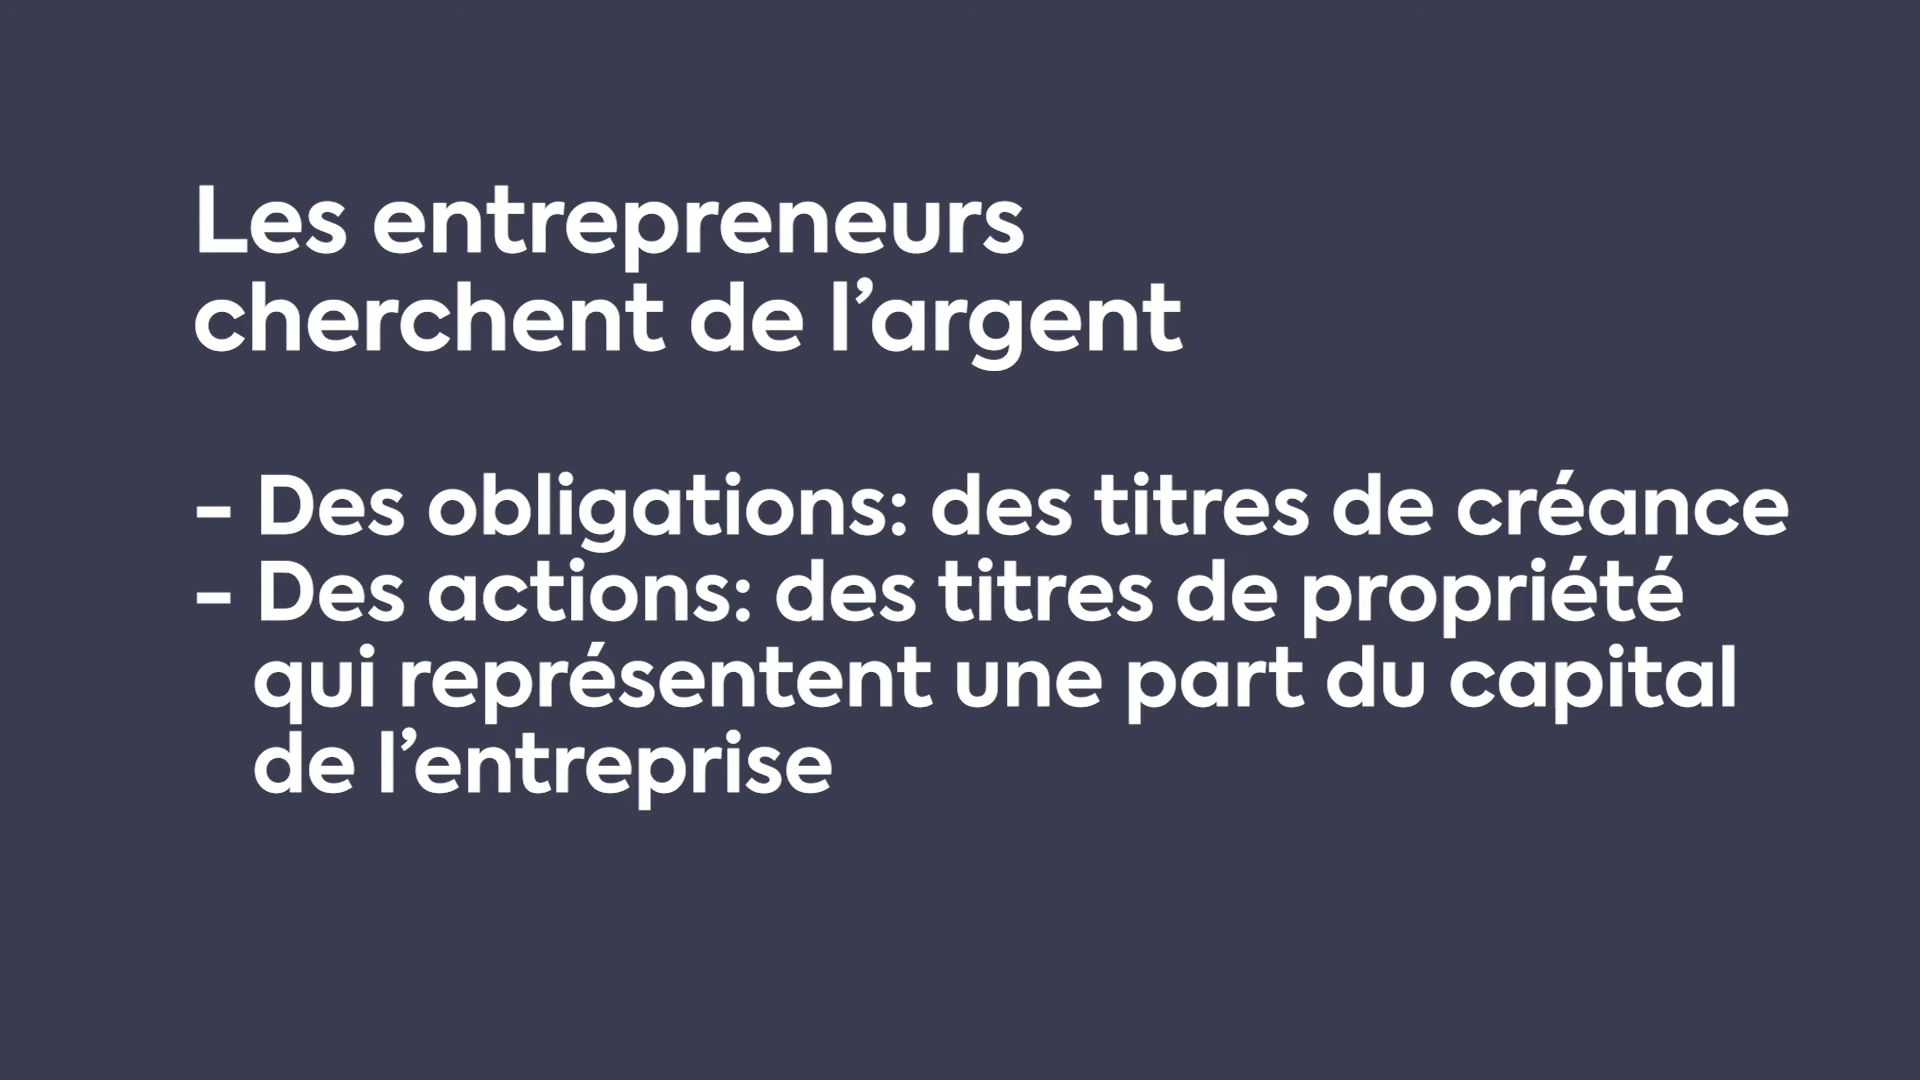 Les entrepreneurs
cherchent de l’argent
- Des obligations: des titres de créance
- Des actions: des titres de propriété
qui représentent une part du capital
de l’entreprise